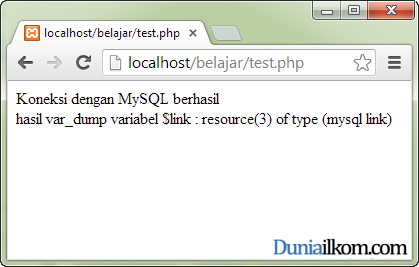 localhost/belajar/test.php
localhost/belajar/test.php
Koneksi dengan MySQL berhasil
hasil var_dump variabel $link : resource(3) of type (mysql link)
Duniailkom.com